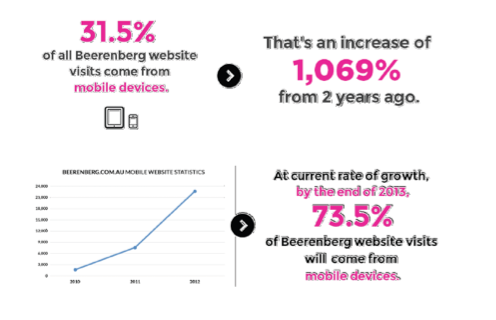 31.5%
of all Beerenberg website
visits come from
mobile devices.
That's an increase of
1,069%
from 2 years ago.
BEERENBERG.COM.AU MOBILE WEBSITE STATISTICS
24,000
21,000
18,000
15,000
12,000
9,000
6,000
3,000
0
2010
2011
2012
At current rate of growth,
by the end of 2013,
73.5%
of Beerenberg website visits
will come from
mobile devices.